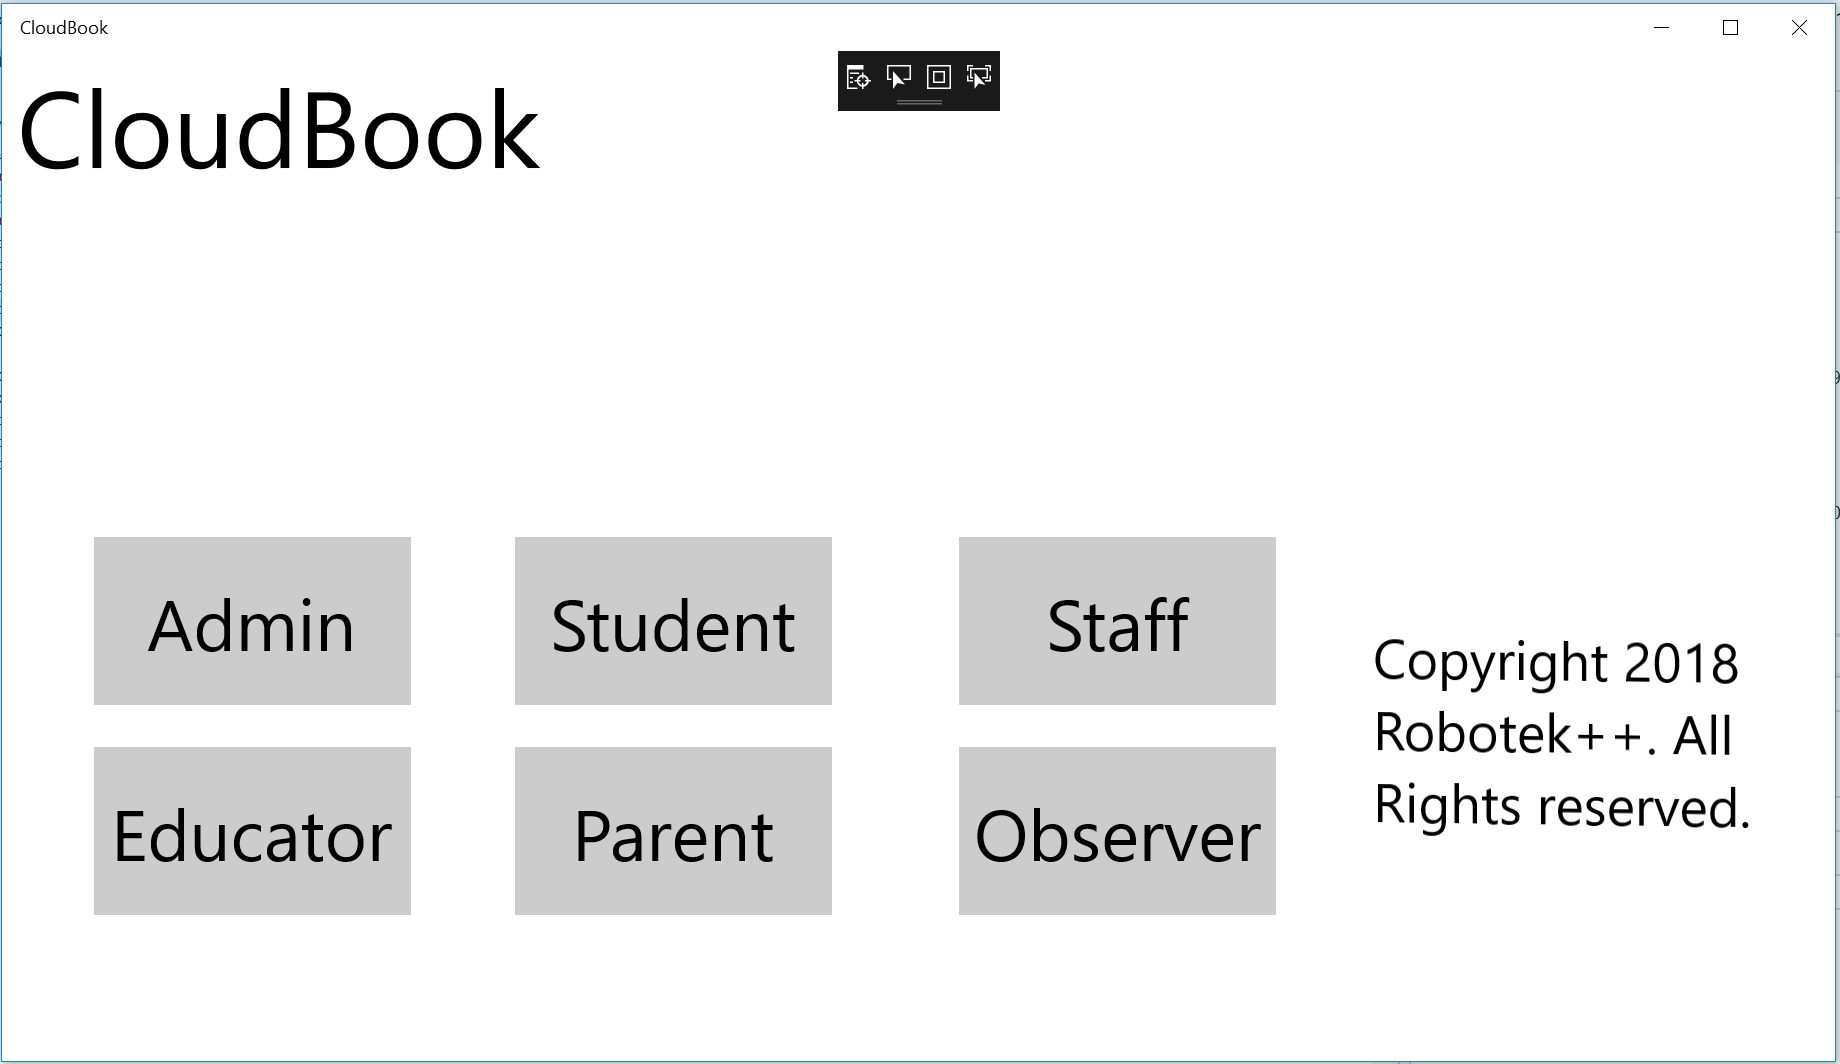 CloudBook
CloudBook
Admin
Student
Staff
Educator
Parent
Observer
Copyright 2018
Robotek++. All
Rights reserved.